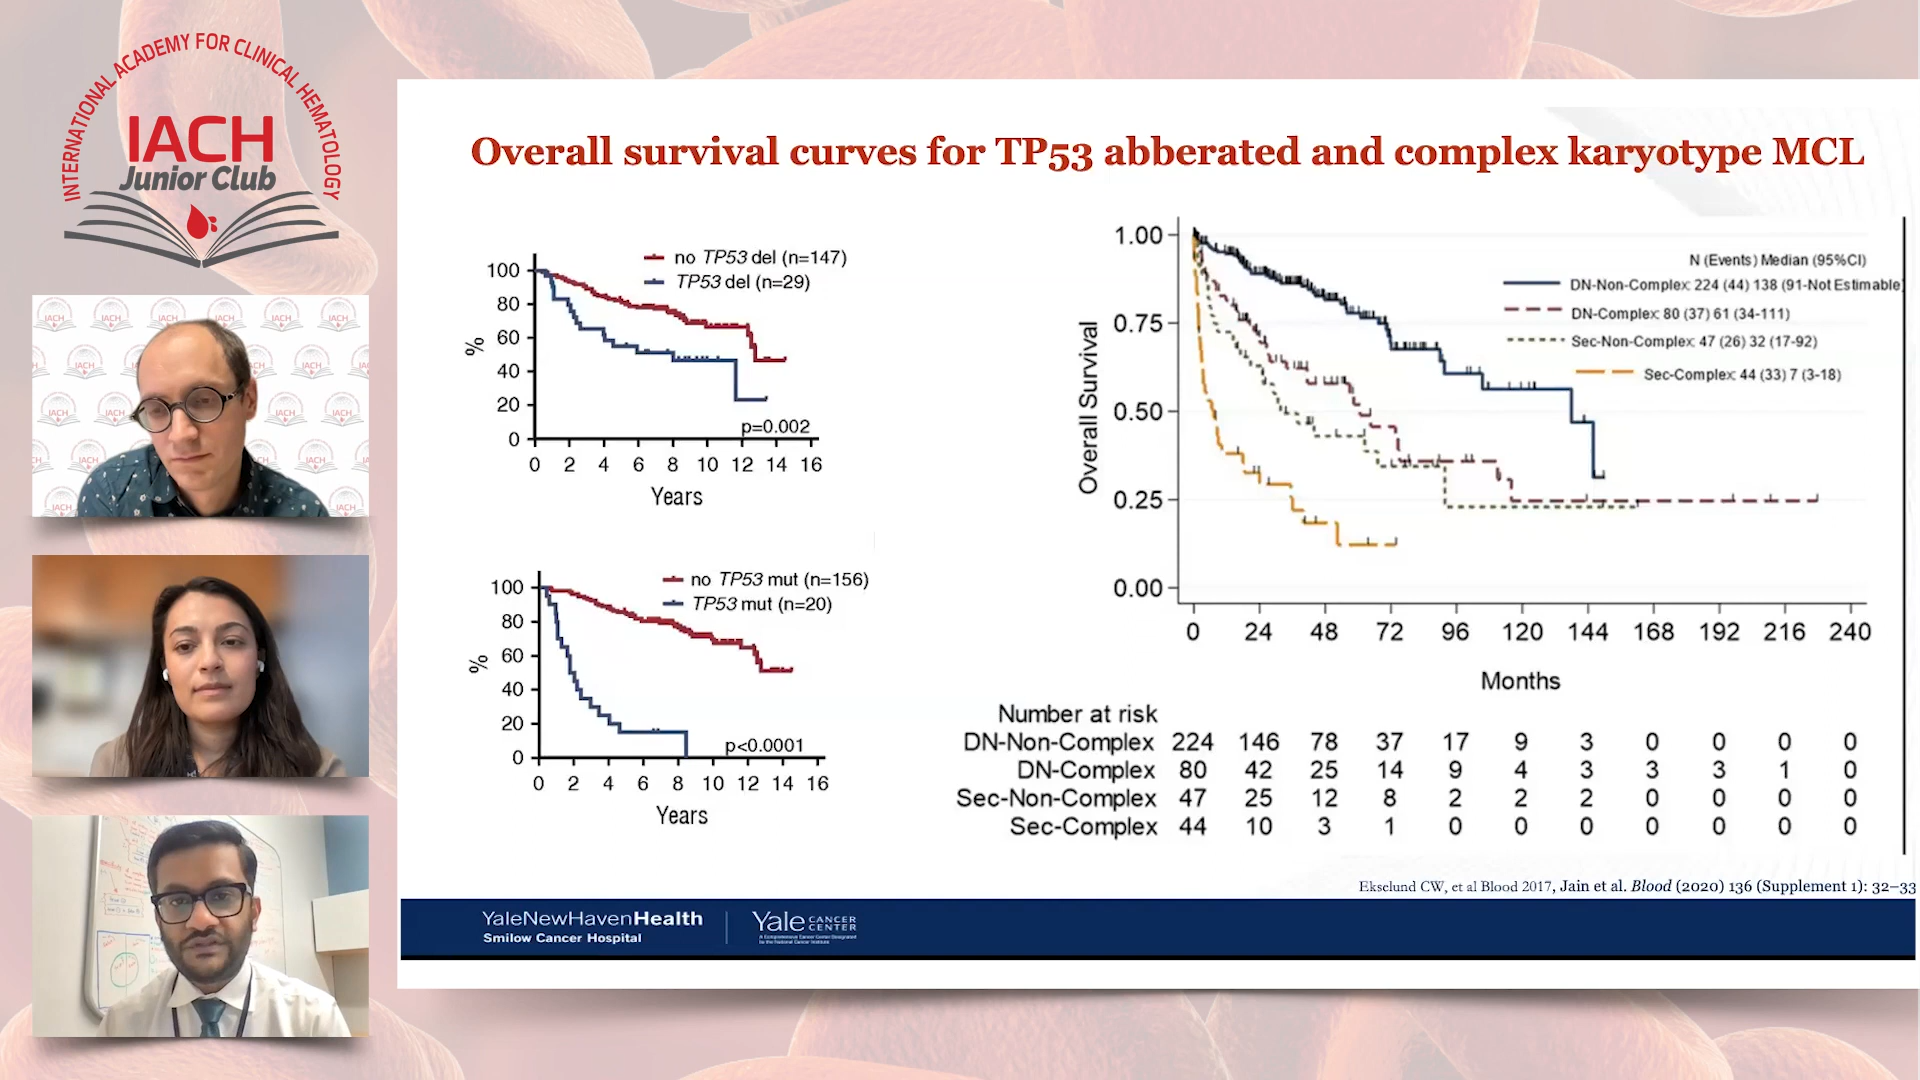 INTERNATIONAL ACADEMY FOR CLINICAL HEMATOLOGY
IACH
Junior Club
Overall survival curves for TP53 abberated and complex karyotype MCL
no TP53 del (n=147)
TP53 del (n=29)
100
80
60
40
20
0
%
p=0.002
0 2 4 6 8 10 12 14 16
Years
no TP53 mut (n=156)
TP53 mut (n=20)
100
80
60
40
20
0
%
p<0.0001
0 2 4 6 8 10 12 14 16
Years
N (Events) Median (95%CI)
DN-Non-Complex: 224 (44) 138 (91-Not Estimable)
DN-Complex: 80 (37) 61 (34-111)
Sec-Non-Complex: 47 (26) 32 (17-92)
Sec-Complex: 44 (33) 7 (3-18)
1.00
0.75
0.50
0.25
0.00
Overall Survival
0 24 48 72 96 120 144 168 192 216 240
Months
Number at risk
DN-Non-Complex 224 146 78 37 17 9 3 0 0 0 0
DN-Complex 80 42 25 14 9 4 3 3 3 1 0
Sec-Non-Complex 47 25 12 8 2 2 2 0 0 0 0
Sec-Complex 44 10 3 1 0 0 0 0 0 0 0
Ekselund CW, et al Blood 2017, Jain et al. Blood (2020) 136 (Supplement 1): 32–33
YaleNewHavenHealth
Smilow Cancer Hospital
Yale CANCER CENTER
A Comprehensive Cancer Center Designated
by the National Cancer Institute